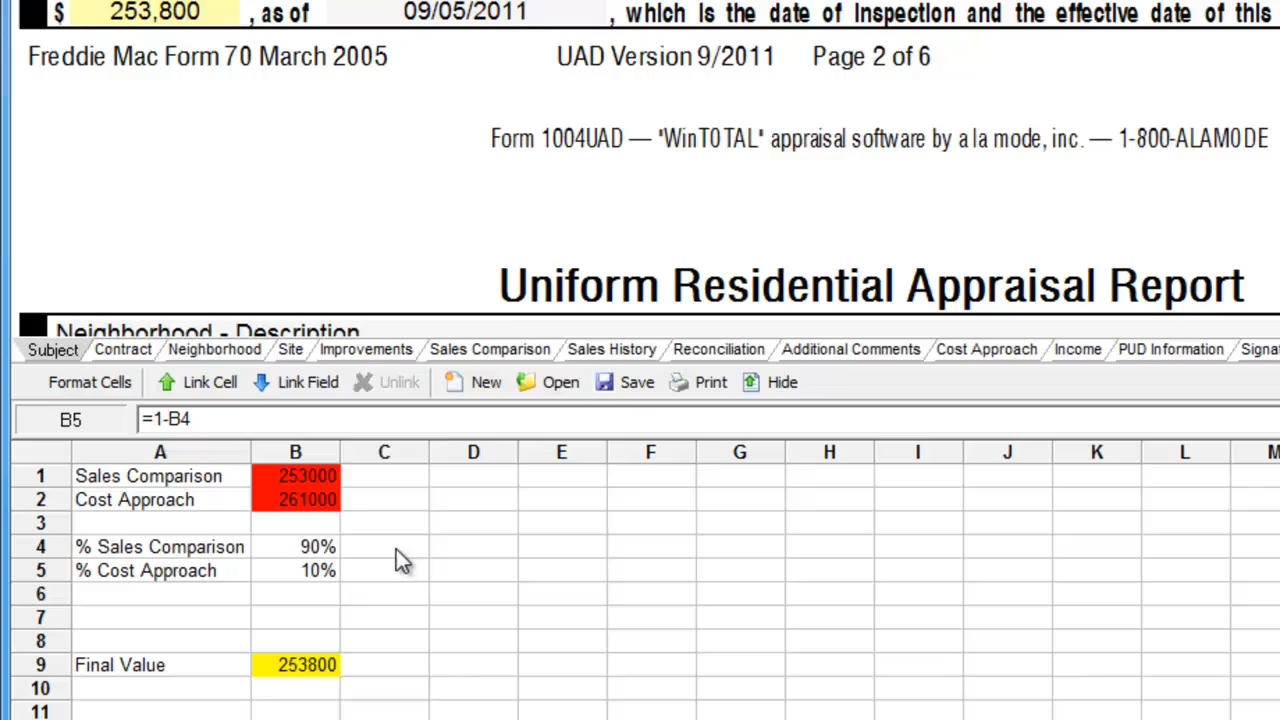 $ 253,800 , as of 09/05/2011 , which is the date of inspection and the effective date of this
Freddie Mac Form 70 March 2005 UAD Version 9/2011 Page 2 of 6
Form 1004UAD — "WinTOTAL" appraisal software by a la mode, inc. — 1-800-ALAMODE
Uniform Residential Appraisal Report
Neighborhood - Description
Subject Contract Neighborhood Site Improvements Sales Comparison Sales History Reconciliation Additional Comments Cost Approach Income PUD Information Signa
Format Cells Link Cell Link Field Unlink New Open Save Print Hide
B5 =1-B4
A B C D E F G H I J K L M
1 Sales Comparison 253000
2 Cost Approach 261000
3
4 % Sales Comparison 90%
5 % Cost Approach 10%
6
7
8
9 Final Value 253800
10
11